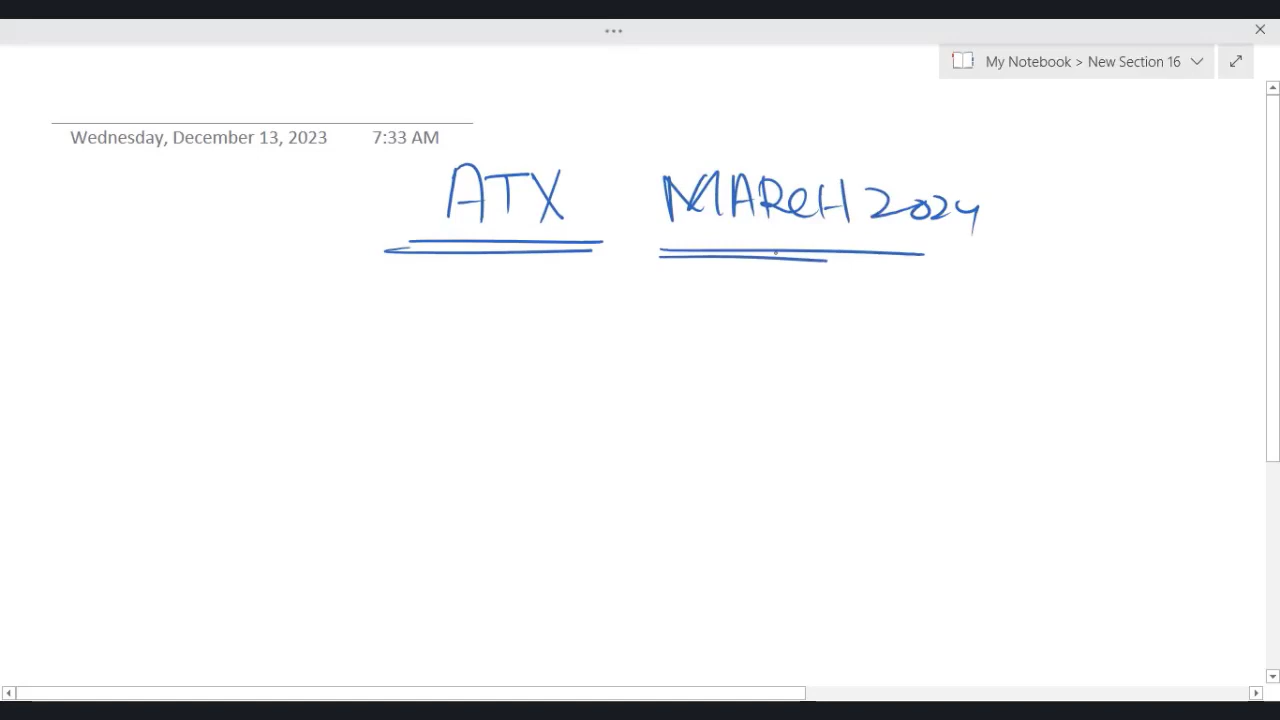 My Notebook > New Section 16
Wednesday, December 13, 2023 7:33 AM
ATX MARCH 2024